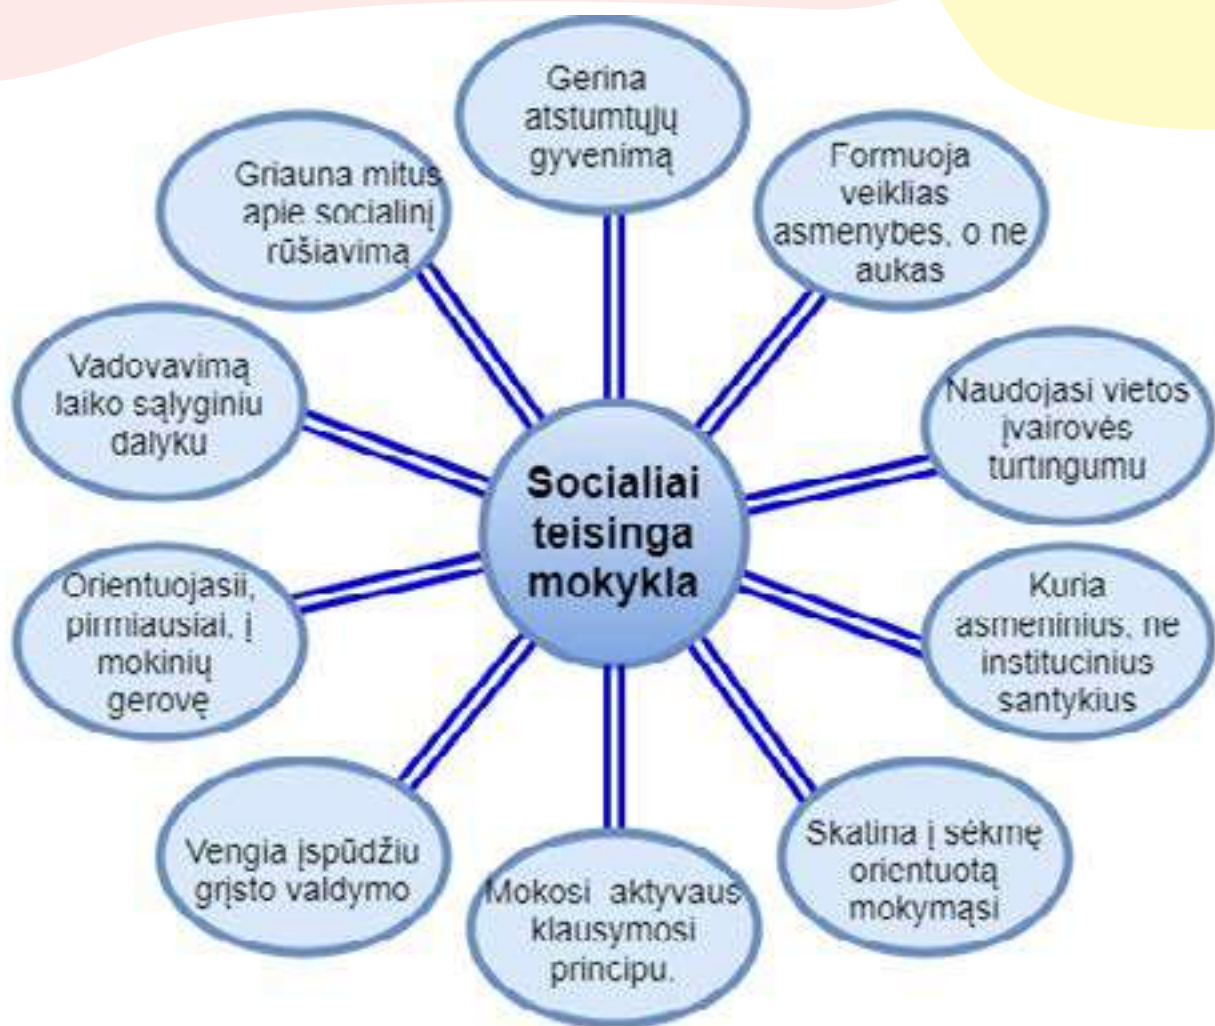 Gerina
atstumtųjų
gyvenimą
Formuoja
veiklias
asmenybes, o ne
aukas
Naudojasi vietos
įvairovės
turtingumu
Kuria
asmeninius, ne
institucinius
santykius
Skatina į sėkmę
orientuotą
mokymąsi
Mokosi aktyvaus
klausymosi
principu.
Vengia įspūdžiu
grįsto valdymo
Orientuojasii,
pirmiausiai, į
mokinių
gerovę
Vadovavimą
laiko sąlyginiu
dalyku
Griauna mitus
apie socialinį
rūšiavimą
Socialiai
teisinga
mokykla